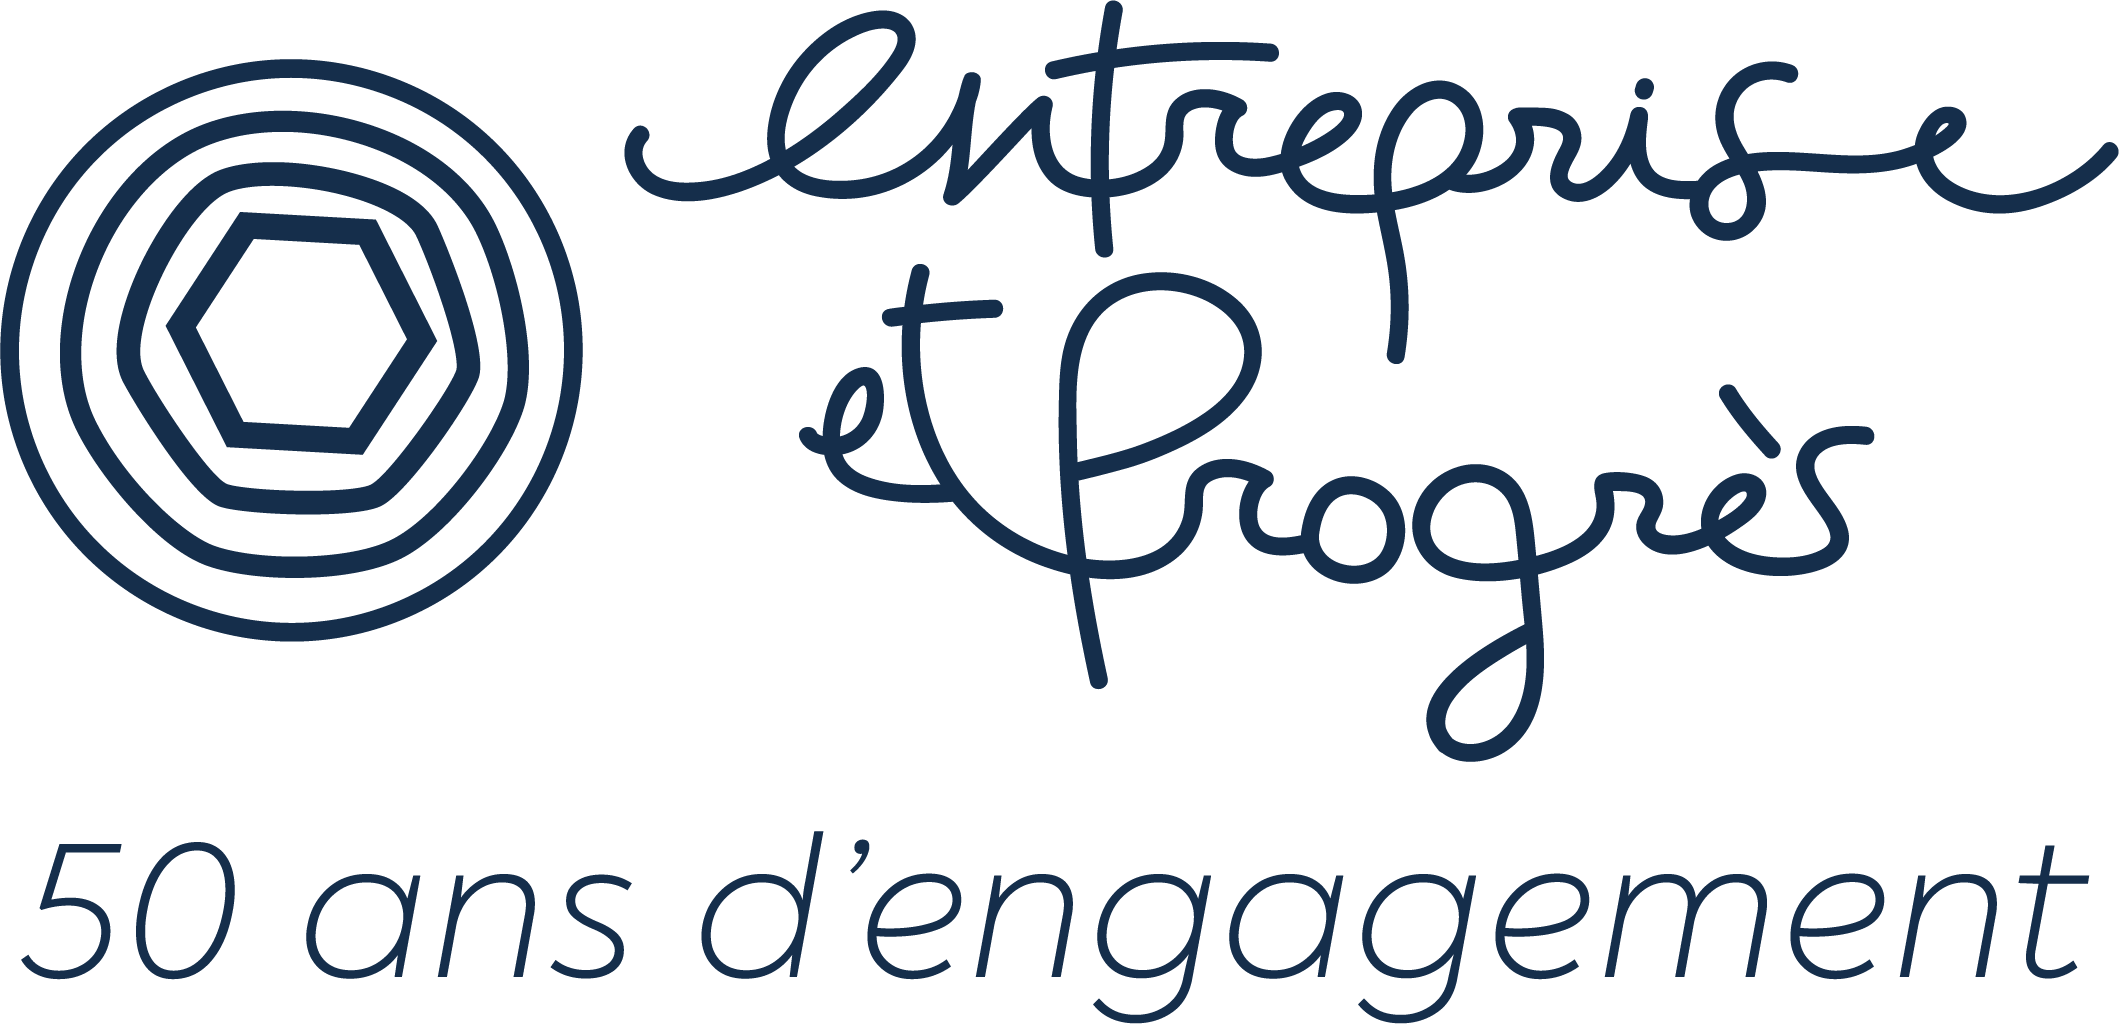 entreprise
et Progrès
50 ans d’engagement